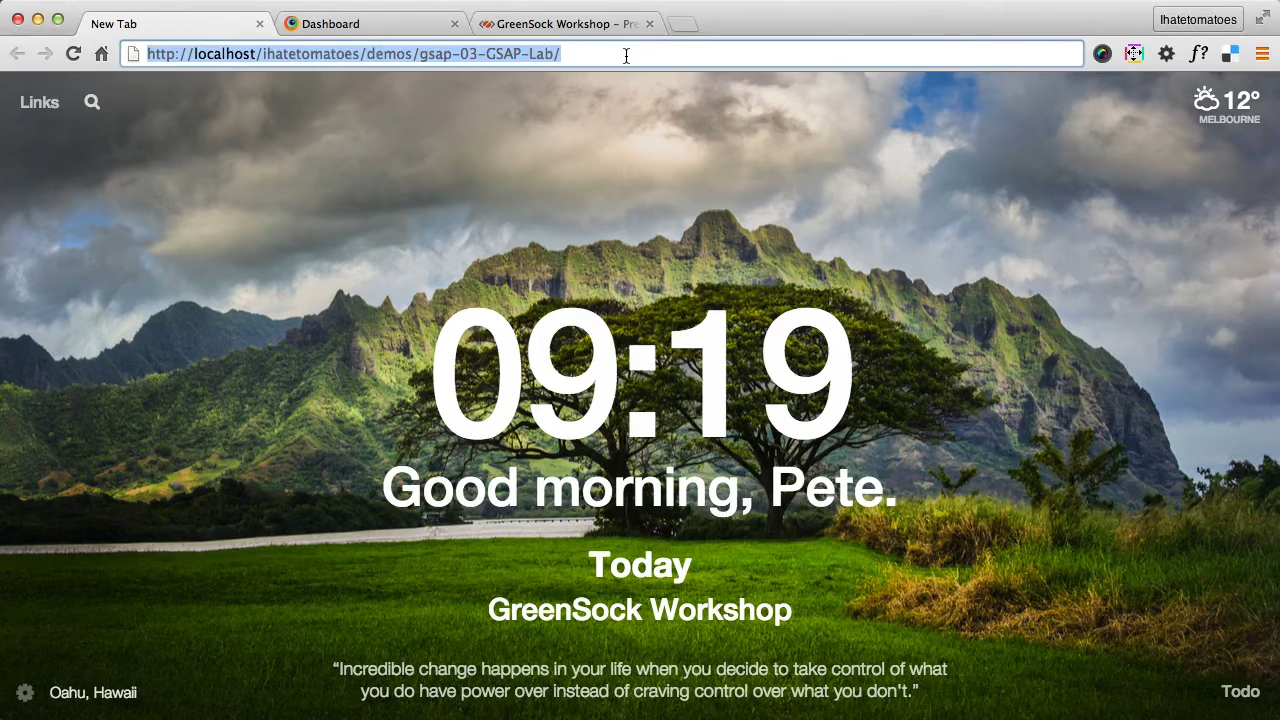 New Tab
Dashboard
GreenSock Workshop – Pre
Ihatetomatoes
http://localhost/ihatetomatoes/demos/gsap-03-GSAP-Lab/
f?
Links
12°
MELBOURNE
09:19
Good morning, Pete.
Today
GreenSock Workshop
“Incredible change happens in your life when you decide to take control of what
you do have power over instead of craving control over what you don't.”
Oahu, Hawaii
Todo